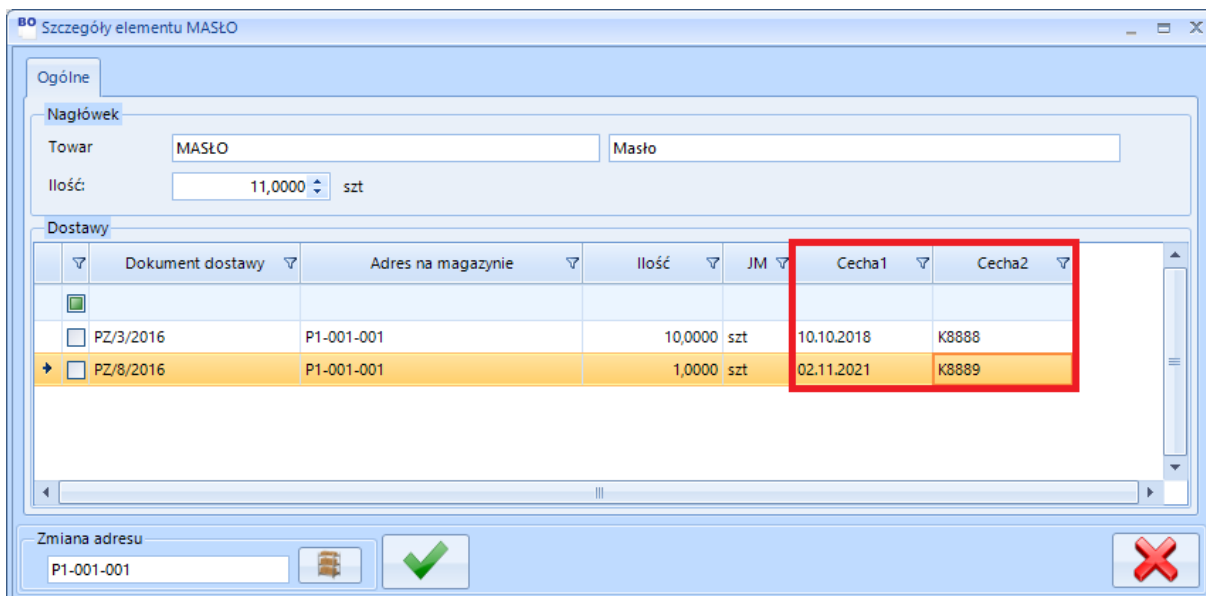 BO Szczegóły elementu MASŁO
Ogólne
Nagłówek
Towar MASŁO Masło
Ilość: 11,0000 szt
Dostawy
Dokument dostawy Adres na magazynie Ilość JM Cecha1 Cecha2
PZ/3/2016 P1-001-001 10,0000 szt 10.10.2018 K8888
PZ/8/2016 P1-001-001 1,0000 szt 02.11.2021 K8889
Zmiana adresu
P1-001-001